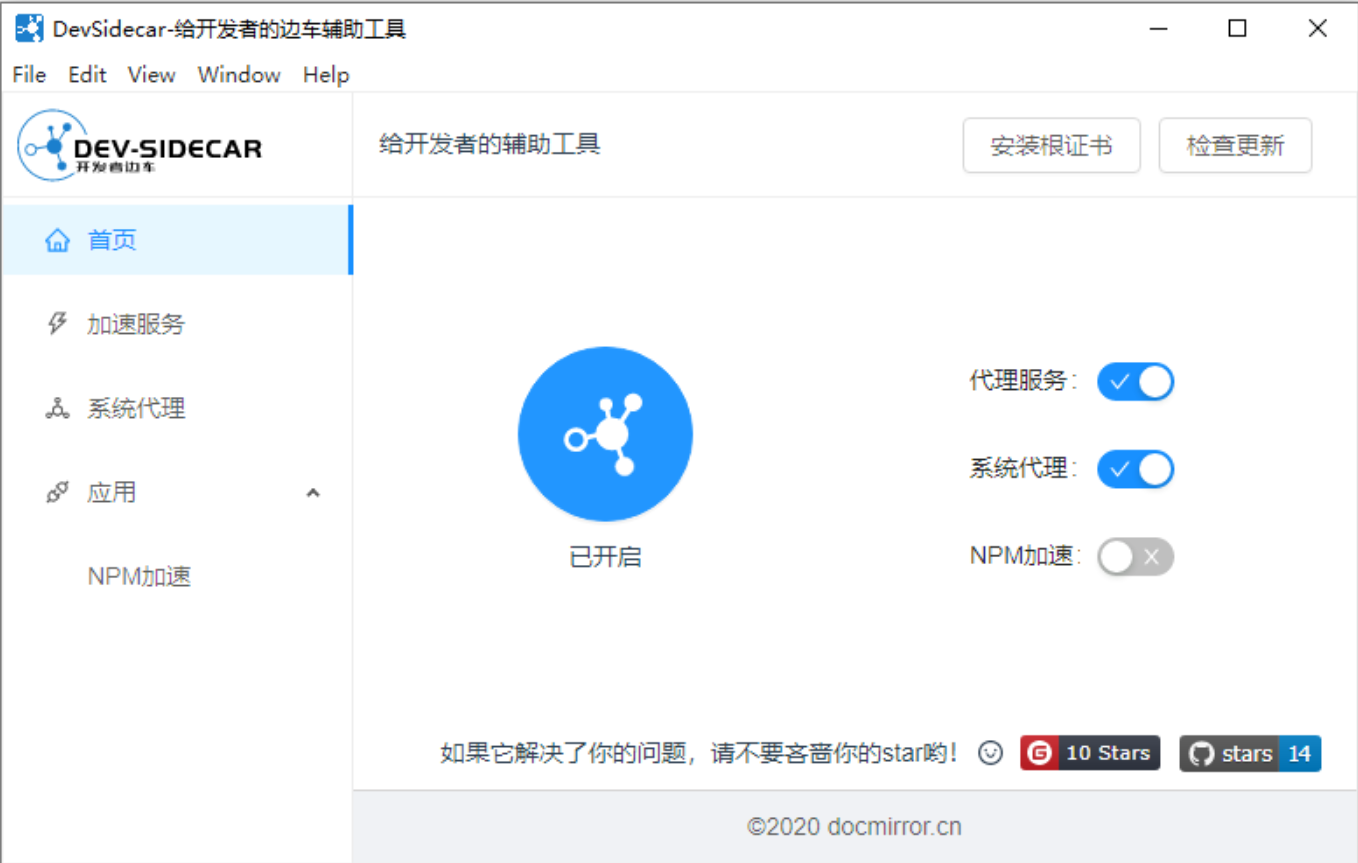 DevSidecar-给开发者的边车辅助工具
File Edit View Window Help
DEV-SIDECAR
开发者边车
给开发者的辅助工具
安装根证书
检查更新
首页
加速服务
系统代理
应用
NPM加速
已开启
代理服务：
系统代理：
NPM加速：
如果它解决了你的问题，请不要吝啬你的star哟！
G 10 Stars
stars 14
©2020 docmirror.cn